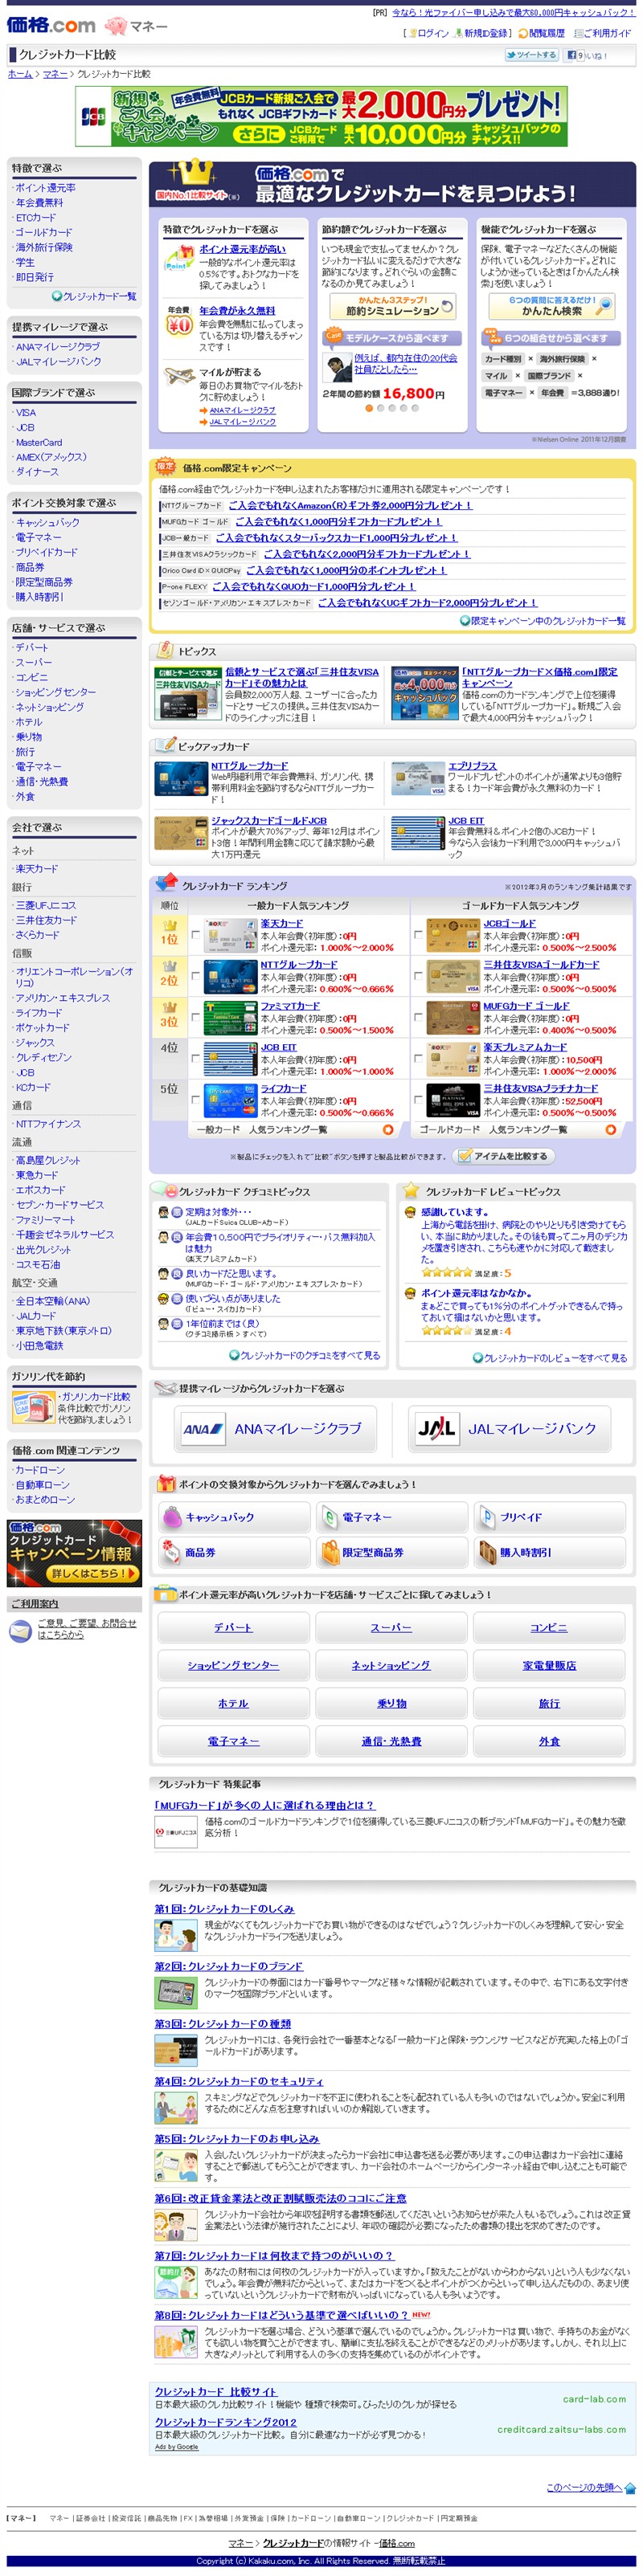 [PR] 今なら！光ファイバー申し込みで最大60,000円キャッシュバック！
価格.com マネー
[ログイン 新規ID登録] 閲覧履歴 ご利用ガイド
クレジットカード比較
ツイートする 9 いいね！
ホーム > マネー > クレジットカード比較
新規ご入会キャンペーン 年会費無料
JCBカード新規ご入会で もれなく JCBギフトカード 最大2,000円分プレゼント!
さらに JCBカードご利用で 最大10,000円分 キャッシュバックのチャンス!!
特徴で選ぶ
ポイント還元率
年会費無料
ETCカード
ゴールドカード
海外旅行保険
学生
即日発行
クレジットカード一覧
提携マイレージで選ぶ
ANAマイレージクラブ
JALマイレージバンク
国際ブランドで選ぶ
VISA
JCB
MasterCard
AMEX(アメックス)
ダイナース
ポイント交換対象で選ぶ
キャッシュバック
電子マネー
プリペイドカード
商品券
限定型商品券
購入時割引
店舗・サービスで選ぶ
デパート
スーパー
コンビニ
ショッピングセンター
ネットショッピング
ホテル
乗り物
旅行
電子マネー
通信・光熱費
外食
会社で選ぶ
ネット
楽天カード
銀行
三菱UFJニコス
三井住友カード
さくらカード
信販
オリエントコーポレーション(オ
リコ)
アメリカン・エキスプレス
ライフカード
ポケットカード
ジャックス
クレディセゾン
JCB
KCカード
通信
NTTファイナンス
流通
高島屋クレジット
東急カード
エポスカード
セブン・カードサービス
ファミリーマート
千趣会ゼネラルサービス
出光クレジット
コスモ石油
航空・交通
全日本空輸(ANA)
JALカード
東京地下鉄(東京メトロ)
小田急電鉄
ガソリン代を節約
・ガソリンカード比較
条件比較でガソリン
代を節約しましょう！
価格.com 関連コンテンツ
カードローン
自動車ローン
おまとめローン
価格.com
クレジットカード
キャンペーン情報
詳しくはこちら!
ご利用案内
ご意見、ご要望、お問合せ
はこちらから
国内No.1比較サイト(※)
価格.comで
最適なクレジットカードを見つけよう!
特徴でクレジットカードを選ぶ
ポイント還元率が高い
一般的なポイント還元率は
0.5%です。おトクなカードを
探してみましょう！
年会費が永久無料
年会費を無駄に払ってしまっ
ている方は切り替えるチャン
スです！
マイルが貯まる
毎日のお買物でマイルをおト
クに貯めましょう！
ANAマイレージクラブ
JALマイレージバンク
節約額でクレジットカードを選ぶ
いつも現金で支払ってませんか？クレ
ジットカード払いに変えるだけで大きな
節約になります。どれぐらいの金額に
なるのか見てみましょう！
かんたん3ステップ！
節約シミュレーション
モデルケースから選べます
例えば、都内在住の20代会
社員だとしたら…
2年間の節約額 16,800円
機能でクレジットカードを選ぶ
保険、電子マネーなどたくさんの機能
が付いているクレジットカード。どれに
しようか迷っているときは「かんたん検
索」を使いましょう！
6つの質問に答えるだけ！
かんたん検索
6つの組合せから選べます
カード種別 × 海外旅行保険 ×
マイル × 国際ブランド ×
電子マネー × 年会費 =3,888通り!
※Nielsen Online 2011年12月調査
限定 価格.com限定キャンペーン
価格.com経由でクレジットカードを申し込まれたお客様だけに適用される限定キャンペーンです！
NTTグループカード ご入会でもれなくAmazon(R)ギフト券2,000円分プレゼント！
MUFGカード ゴールド ご入会でもれなく1,000円分ギフトカードプレゼント！
JCB一般カード ご入会でもれなくスターバックスカード1,000円分プレゼント！
三井住友VISAクラシックカード ご入会でもれなく2,000円分ギフトカードプレゼント！
Orico Card iD×QUICPay ご入会でもれなく1,000円分のポイントプレゼント！
P-one FLEXY ご入会でもれなくQUOカード1,000円分プレゼント！
セゾンゴールド・アメリカン・エキスプレス・カード ご入会でもれなくUCギフトカード2,000円分プレゼント！
限定キャンペーン中のクレジットカード一覧
トピックス
信頼とサービスで選ぶ「三井住友VISA
カード」その魅力とは
会員数2,000万人超、ユーザーに合ったカ
ードとサービスの提供。三井住友VISAカー
ドのラインナップに注目！
「NTTグループカード×価格.com」限定
キャンペーン
価格.comのカードランキングで上位を獲得
している「NTTグループカード」。新規ご入会
で最大4,000円分キャッシュバック！
ピックアップカード
NTTグループカード
Web明細利用で年会費無料、ガソリン代、携
帯利用料金を節約するならNTTグループカー
ド！
エブリプラス
ワールドプレゼントのポイントが通常よりも3倍貯
まる！カード年会費が永久無料のカード！
ジャックスカードゴールドJCB
ポイントが最大70%アップ、毎年12月はポイン
ト3倍！年間利用金額に応じて請求額から最
大1万円還元
JCB EIT
年会費無料＆ポイント2倍のJCBカード！
今なら入会後カード利用で3,000円キャッシュバ
ック
クレジットカード ランキング ※2012年3月のランキング集計結果です
順位 一般カード人気ランキング ゴールドカード人気ランキング
1位 楽天カード
本人年会費(初年度)：0円
ポイント還元率：1.000%～2.000%
JCBゴールド
本人年会費(初年度)：0円
ポイント還元率：0.500%～2.500%
2位 NTTグループカード
本人年会費(初年度)：0円
ポイント還元率：0.600%～0.666%
三井住友VISAゴールドカード
本人年会費(初年度)：0円
ポイント還元率：0.500%～0.500%
3位 ファミマTカード
本人年会費(初年度)：0円
ポイント還元率：0.500%～1.500%
MUFGカード ゴールド
本人年会費(初年度)：0円
ポイント還元率：0.400%～0.500%
4位 JCB EIT
本人年会費(初年度)：0円
ポイント還元率：1.000%～1.000%
楽天プレミアムカード
本人年会費(初年度)：10,500円
ポイント還元率：1.000%～2.000%
5位 ライフカード
本人年会費(初年度)：0円
ポイント還元率：0.500%～0.666%
三井住友VISAプラチナカード
本人年会費(初年度)：52,500円
ポイント還元率：0.500%～0.500%
一般カード 人気ランキング一覧 ゴールドカード 人気ランキング一覧
※製品にチェックを入れて"比較"ボタンを押すと製品比較ができます。 アイテムを比較する
クレジットカード クチコミトピックス
定期は対象外・・・
(JALカードSuica CLUB-Aカード)
年会費10,500円でプライオリティー・パス無料加入
は魅力
(楽天プレミアムカード)
良いカードだと思います。
(MUFGカード・ゴールド・アメリカン・エキスプレス・カード)
使いづらい点がありました
(「ビュー・スイカ」カード)
1年位前までは（良）
(クチコミ掲示板 > すべて)
クレジットカードのクチコミをすべて見る
クレジットカード レビュートピックス
感謝しています。
上海から電話を掛け、病院とのやりとりも引き受けてもら
い、本当に助かりました。その後も買って二ヶ月のデジカ
メを置き引きされ、こちらも速やかに対応して戴きまし
た。
満足度：5
ポイント還元率はなかなか。
まぁどこで買っても1%分のポイントゲットできるんで持っ
ておいて損はないかと思います。
満足度：4
クレジットカードのレビューをすべて見る
提携マイレージからクレジットカードを選ぶ
ANA ANAマイレージクラブ
JAL JALマイレージバンク
ポイントの交換対象からクレジットカードを選んでみましょう！
キャッシュバック 電子マネー プリペイド
商品券 限定型商品券 購入時割引
ポイント還元率が高いクレジットカードを店舗・サービスごとに探してみましょう！
デパート スーパー コンビニ
ショッピングセンター ネットショッピング 家電量販店
ホテル 乗り物 旅行
電子マネー 通信・光熱費 外食
クレジットカード 特集記事
「MUFGカード」が多くの人に選ばれる理由とは？
価格.comのゴールドカードランキングで1位を獲得している三菱UFJニコスの新ブランド「MUFGカード」。その魅力を徹
底分析！
クレジットカードの基礎知識
第1回：クレジットカードのしくみ
現金がなくてもクレジットカードでお買い物ができるのはなぜでしょう？クレジットカードのしくみを理解して安心・安全
なクレジットカードライフを送りましょう。
第2回：クレジットカードのブランド
クレジットカードの券面にはカード番号やマークなど様々な情報が記載されています。その中で、右下にある文字付き
のマークを国際ブランドといいます。
第3回：クレジットカードの種類
クレジットカードには、各発行会社で一番基本となる「一般カード」と保険・ラウンジサービスなどが充実した格上の「ゴ
ールドカード」があります。
第4回：クレジットカードのセキュリティ
スキミングなどでクレジットカードを不正に使われることを心配されている人も多いのではないでしょうか。安全に利用
するためにどんな点を注意すればいいのか解説していきます。
第5回：クレジットカードのお申し込み
入会したいクレジットカードが決まったらカード会社に申込書を送る必要があります。この申込書はカード会社に連絡
することで郵送してもらうことができますし、カード会社のホームページからインターネット経由で申し込むことも可能で
す。
第6回：改正貸金業法と改正割賦販売法のココにご注意
クレジットカード会社から年収を証明する書類を郵送してくださいというお知らせが来た人もいるでしょう。これは改正貸
金業法という法律が施行されたことにより、年収の確認が必要になったため書類の提出を求めてきたのです。
第7回：クレジットカードは何枚まで持つのがいいの？
あなたの財布には何枚のクレジットカードが入っていますか。「数えたことがないからわからない」という人も少なくない
でしょう。年会費が無料だからといって、またはカードをつくるとポイントがつくからといって申し込んだものの、あまり使
っていないというクレジットカードで財布がいっぱいになっている人も多いようです。
第8回：クレジットカードはどういう基準で選べばいいの？ NEW!
クレジットカードを選ぶ場合、どういう基準で選んでいるのでしょうか。クレジットカードは買い物で、手持ちのお金がなく
ても欲しい物を買うことができますし、簡単に支払を終えることができるなどのメリットがあります。しかし、それ以上に
大きなメリットとして利用する人の多くの支持を集めているのがポイントです。
クレジットカード 比較サイト
日本最大級のクレカ比較サイト！機能や 種類で検索可。ぴったりのクレカが探せる
card-lab.com
クレジットカードランキング2012
日本最大級のクレジットカード比較。 自分に最適なカードが必ず見つかる！
creditcard.zaitsu-labs.com
Ads by Google
このページの先頭へ
【マネー】 マネー | 証券会社 | 投資信託 | 商品先物 | FX | 為替相場 | 外貨預金 | 保険 | カードローン | 自動車ローン | クレジットカード | 円定期預金
マネー > クレジットカードの情報サイト -価格.com
Copyright (c) Kakaku.com, Inc. All Rights Reserved. 無断転載禁止